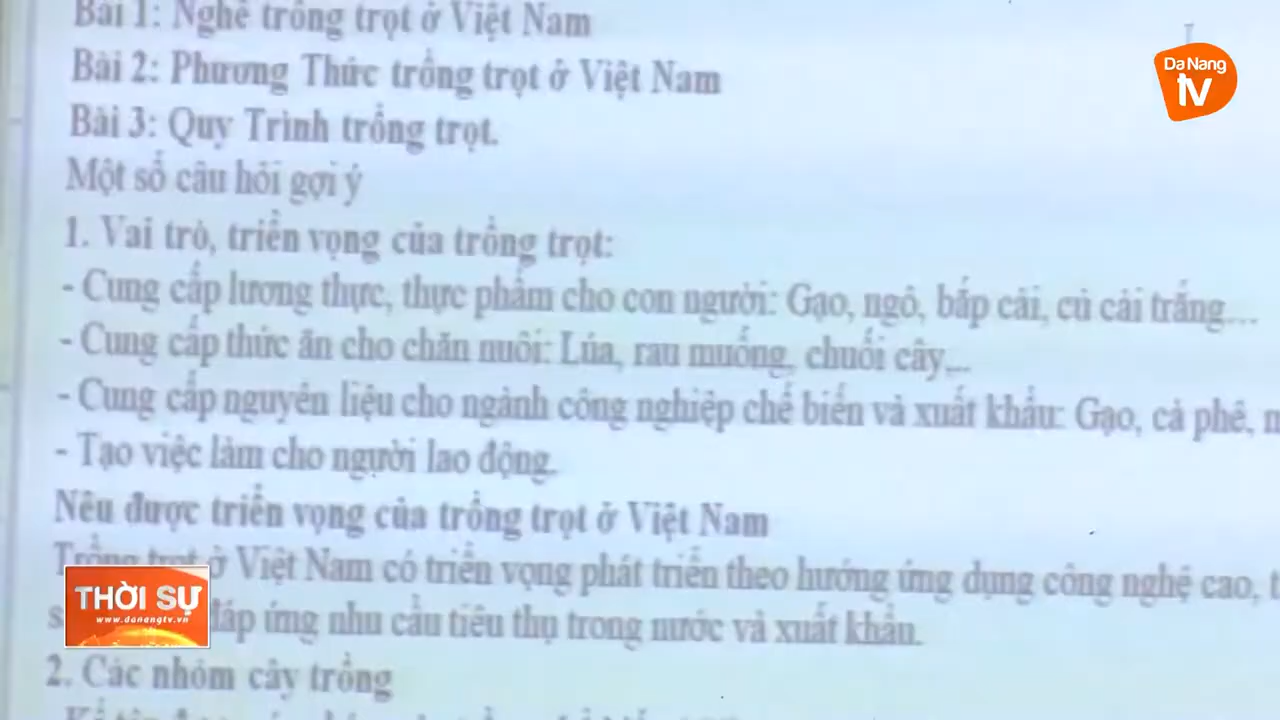 Bài 1: Nghề trồng trọt ở Việt Nam
Da Nang
tv
Bài 2: Phương Thức trồng trọt ở Việt Nam
Bài 3: Quy Trình trồng trọt.
Một số câu hỏi gợi ý
1. Vai trò, triển vọng của trồng trọt:
- Cung cấp lương thực, thực phẩm cho con người: Gạo, ngô, bắp cải, củ cải trắng...
- Cung cấp thức ăn cho chăn nuôi: Lúa, rau muống, chuối cây,...
- Cung cấp nguyên liệu cho ngành công nghiệp chế biến và xuất khẩu: Gạo, cà phê,
- Tạo việc làm cho người lao động.
Nêu được triển vọng của trồng trọt ở Việt Nam
Trồng trọt ở Việt Nam có triển vọng phát triển theo hướng ứng dụng công nghệ cao,
đáp ứng nhu cầu tiêu thụ trong nước và xuất khẩu.
THỜI SỰ
www.danangtv.vn
2. Các nhóm cây trồng